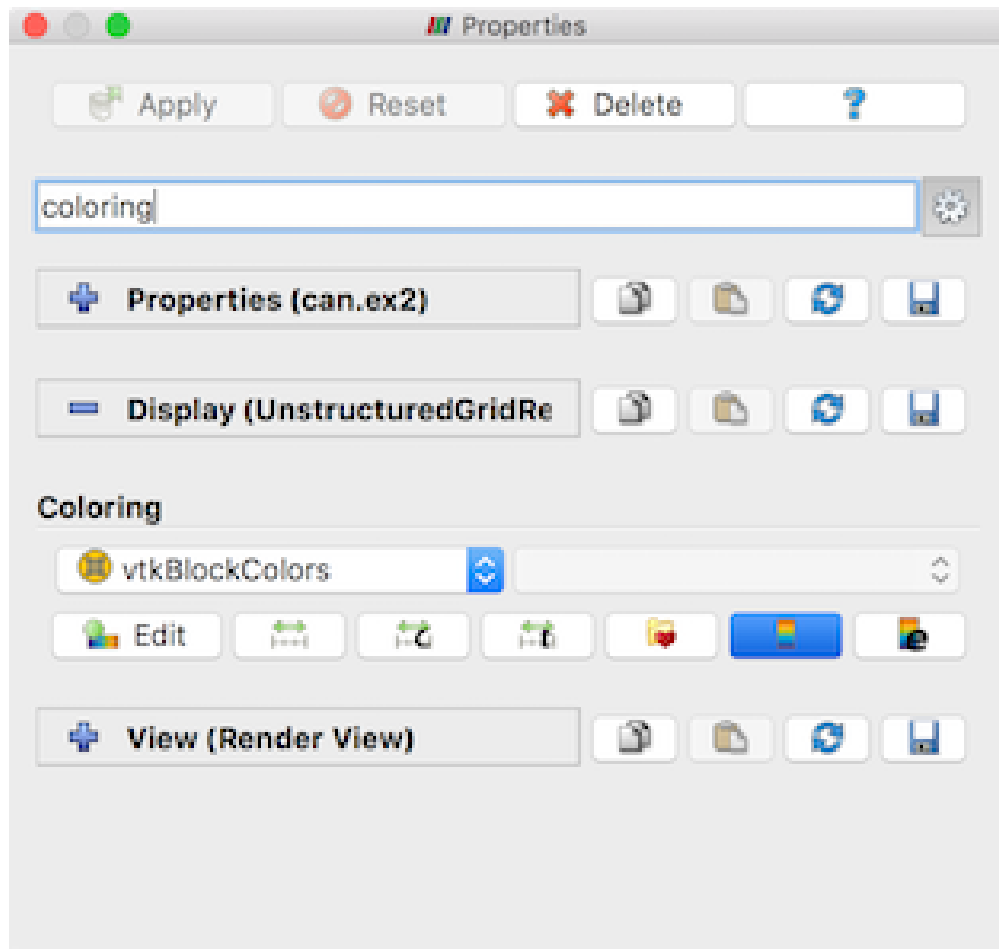 Properties
Apply Reset Delete ?
coloring
Properties (can.ex2)
Display (UnstructuredGridRe
Coloring
vtkBlockColors
Edit c t e
View (Render View)